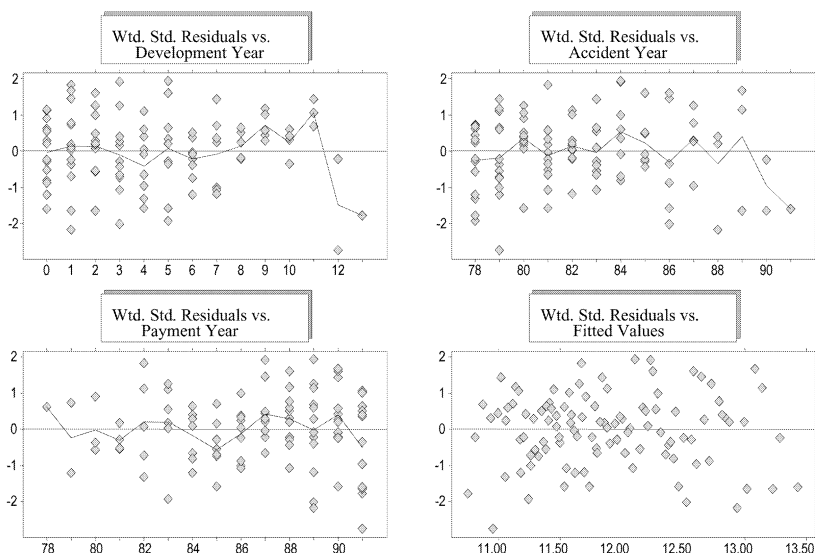 Wtd. Std. Residuals vs.
Development Year
2
1
0
-1
-2
0 1 2 3 4 5 6 7 8 9 10 11 12 13
Wtd. Std. Residuals vs.
Accident Year
2
1
0
-1
-2
78 80 82 84 86 88 90
Wtd. Std. Residuals vs.
Payment Year
2
1
0
-1
-2
78 80 82 84 86 88 90
Wtd. Std. Residuals vs.
Fitted Values
2
1
0
-1
-2
11.00 11.50 12.00 12.50 13.00 13.50